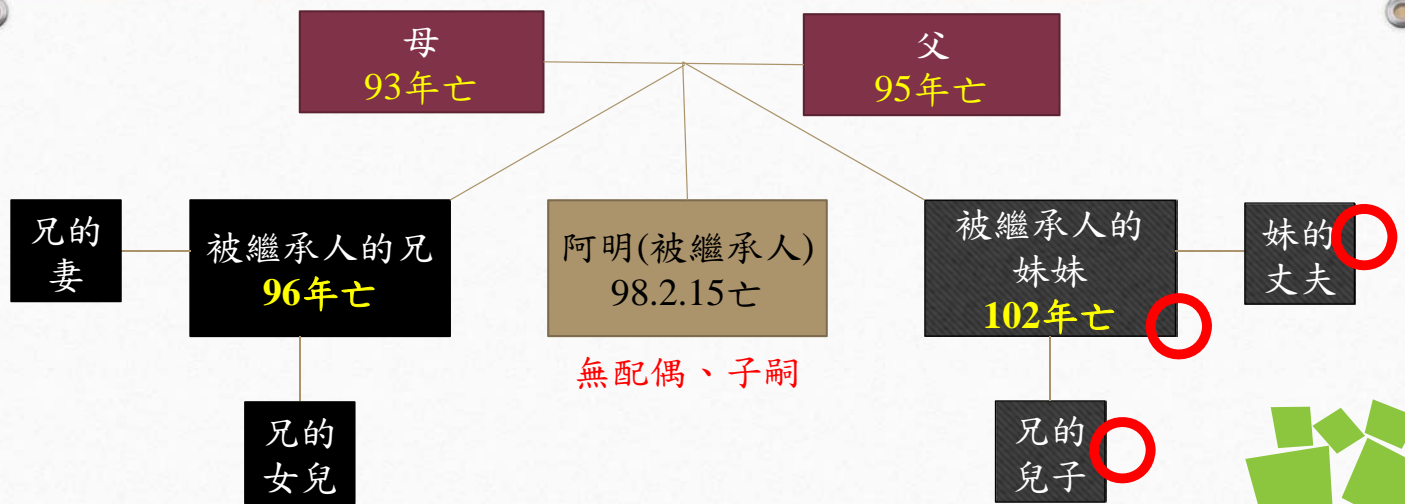 母
93年亡
父
95年亡
兄的
妻
被繼承人的兄
96年亡
阿明(被繼承人)
98.2.15亡
被繼承人的
妹妹
102年亡
妹的
丈夫
無配偶、子嗣
兄的
女兒
兄的
兒子